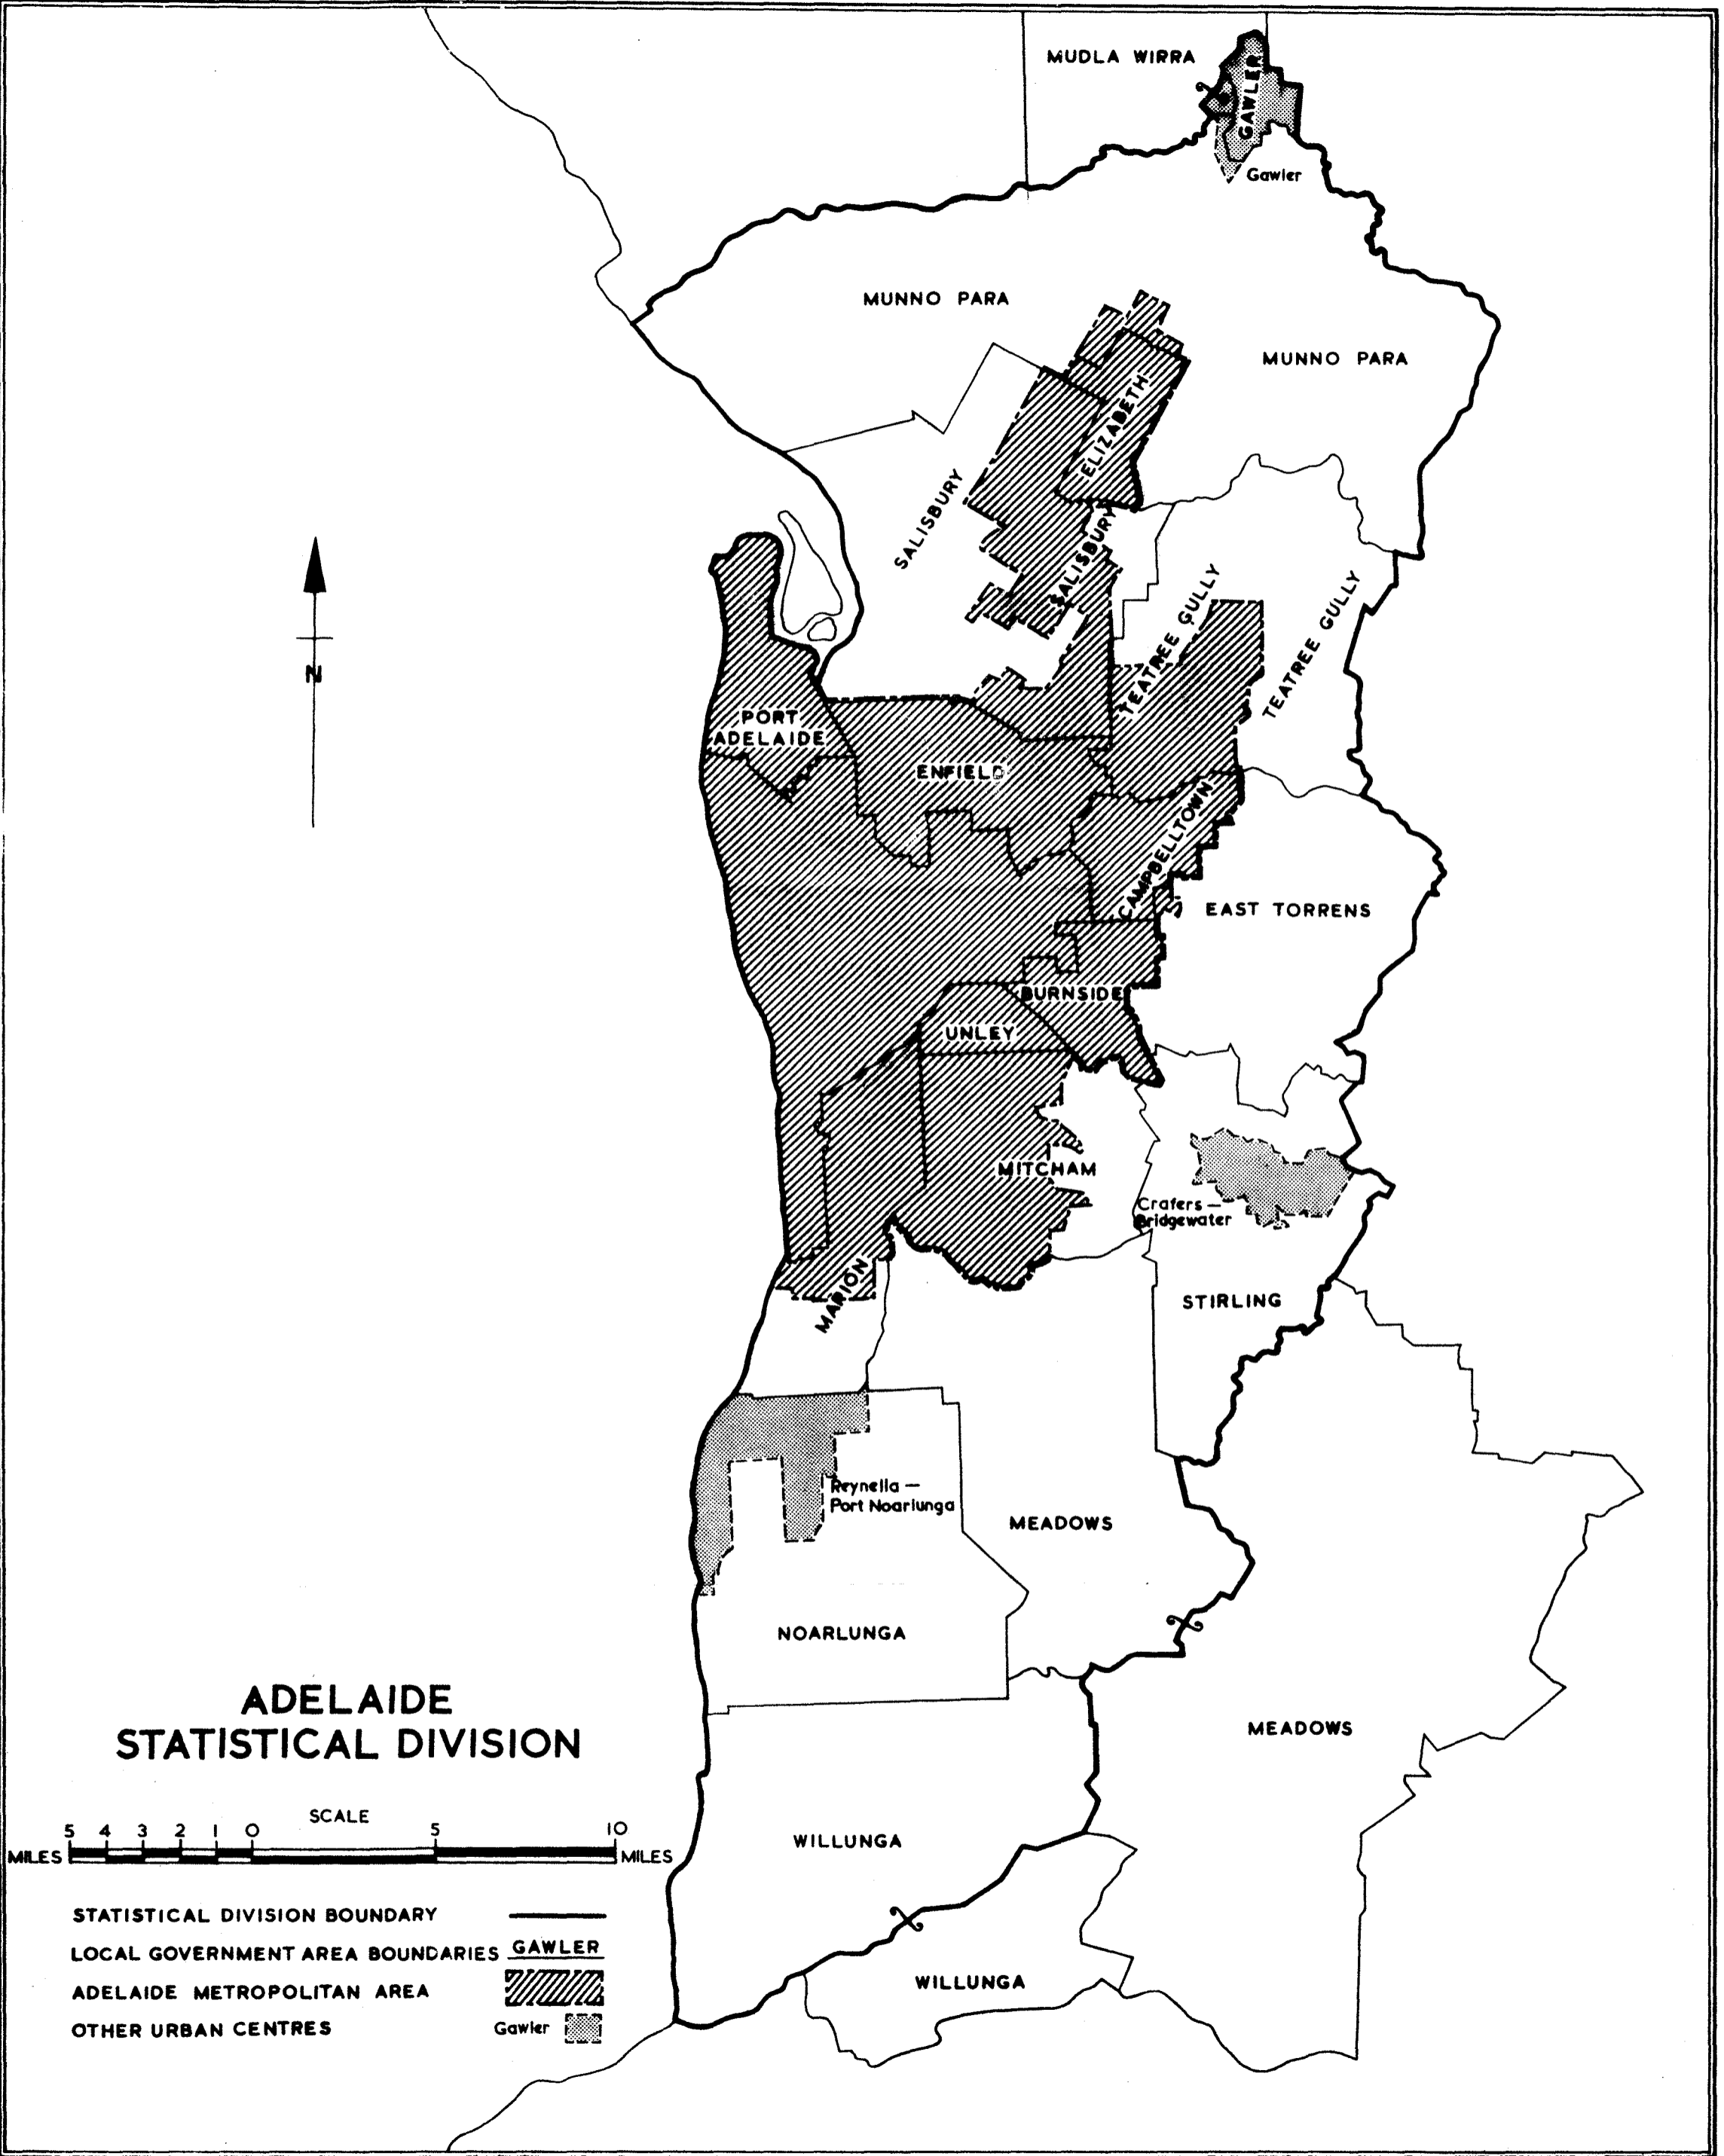 MUDLA WIRRA
GAWLER
Gawler
MUNNO PARA
MUNNO PARA
ELIZABETH
SALISBURY
SALISBURY
TEATREE GULLY
TEATREE GULLY
N
PORT
ADELAIDE
ENFIELD
CAMPBELLTOWN
EAST TORRENS
BURNSIDE
UNLEY
MITCHAM
Crafers —
Bridgewater
MARION
STIRLING
Reynella —
Port Noarlunga
MEADOWS
NOARLUNGA
MEADOWS
WILLUNGA
WILLUNGA
ADELAIDE
STATISTICAL DIVISION
SCALE
5 4 3 2 1 0 5 10
MILES MILES
STATISTICAL DIVISION BOUNDARY
LOCAL GOVERNMENT AREA BOUNDARIES GAWLER
ADELAIDE METROPOLITAN AREA
OTHER URBAN CENTRES Gawler